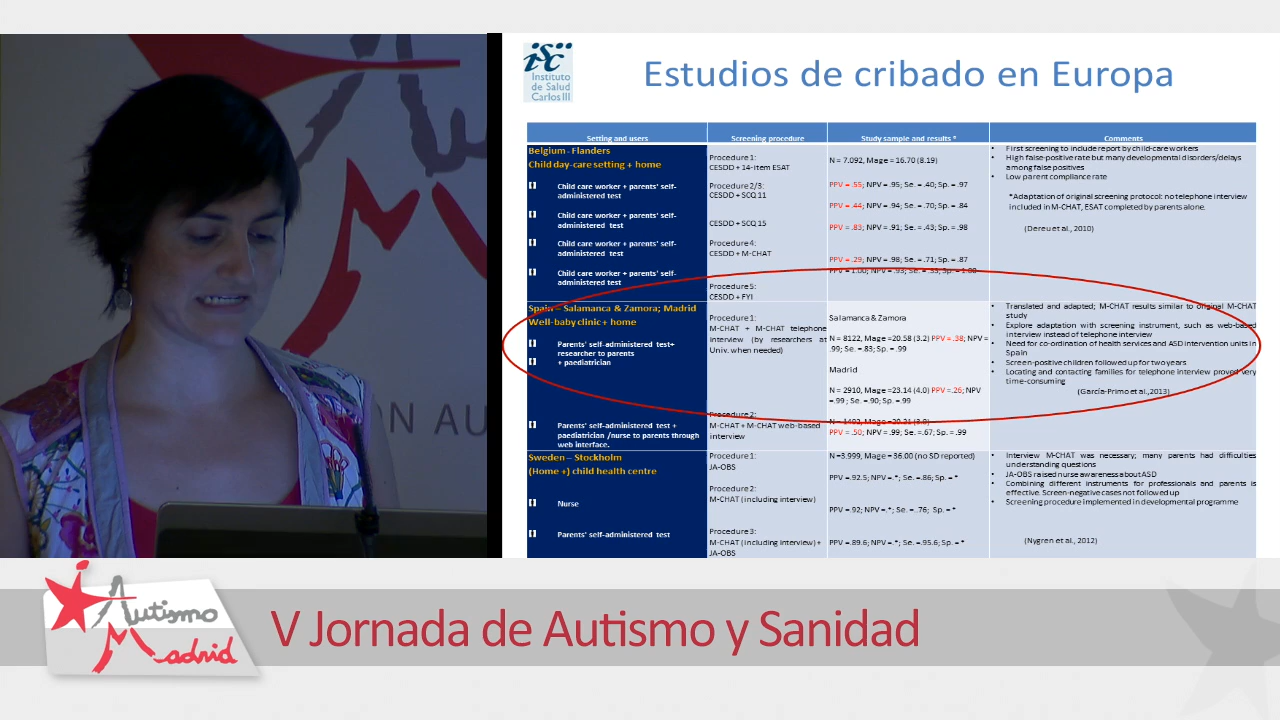 isc
Instituto
de Salud
Carlos III
Estudios de cribado en Europa
Setting and users
Screening procedure
Study sample and results *
Comments
Belgium - Flanders
Child day-care setting + home
Child care worker + parents' self-
administered test
Child care worker + parents' self-
administered test
Child care worker + parents' self-
administered test
Child care worker + parents' self-
administered test
Procedure 1:
CESDD + 14-item ESAT
Procedure 2/3:
CESDD + SCQ 11
CESDD + SCQ 15
Procedure 4:
CESDD + M-CHAT
Procedure 5:
CESDD + FYI
N = 7.092, Mage = 16.70 (8.19)
PPV = .55; NPV = .95; Se. = .40; Sp. = .97
PPV = .44; NPV = .94; Se. = .70; Sp. = .84
PPV = .83; NPV = .91; Se. = .43; Sp. = .98
PPV = .29; NPV = .98; Se. = .71; Sp. = .87
PPV = 1.00; NPV = .93; Se. = .33; Sp. = 1.00
• First screening to include report by child-care workers
• High false-positive rate but many developmental disorders/delays
among false positives
• Low parent compliance rate
*Adaptation of original screening protocol: no telephone interview
included in M-CHAT, ESAT completed by parents alone.
(Dereu et al., 2010)
Spain – Salamanca & Zamora; Madrid
Well-baby clinic + home
Parents' self-administered test+
researcher to parents
+ paediatrician
Parents' self-administered test +
paediatrician /nurse to parents through
web interface.
Procedure 1:
M-CHAT + M-CHAT telephone
interview (by researchers at
Univ. when needed)
Procedure 2:
M-CHAT + M-CHAT web-based
interview
Salamanca & Zamora
N = 8122, Mage =20.58 (3.2) PPV = .38; NPV =
.99; Se. = .83; Sp. = .99
Madrid
N = 2910, Mage =23.14 (4.0) PPV =.26; NPV
=.99 ; Se. =.90; Sp. =.99
PPV = .50; NPV = .99; Se. =.67; Sp. = .99
• Translated and adapted; M-CHAT results similar to original M-CHAT
study
• Explore adaptation with screening instrument, such as web-based
interview instead of telephone interview
• Need for co-ordination of health services and ASD intervention units in
Spain
• Screen-positive children followed up for two years
• Locating and contacting families for telephone interview proved very
time-consuming
(García-Primo et al.,2013)
Sweden – Stockholm
(Home +) child health centre
Nurse
Parents' self-administered test
Procedure 1:
JA-OBS
Procedure 2:
M-CHAT (including interview)
Procedure 3:
M-CHAT (including interview) +
JA-OBS
N =3.999, Mage = 36.00 (no SD reported)
PPV =.92.5; NPV = *; Se. =.86; Sp. = *
PPV =.92; NPV =.*; Se. = .76; Sp. = *
PPV =.89.6; NPV =.*; Se. =.95.6; Sp. = *
• Interview M-CHAT was necessary; many parents had difficulties
understanding questions
• JA-OBS raised nurse awareness about ASD
• Combining different instruments for professionals and parents is
effective. Screen-negative cases not followed up
• Screening procedure implemented in developmental programme
(Nygren et al., 2012)
ON AU
Autismo
Madrid
V Jornada de Autismo y Sanidad